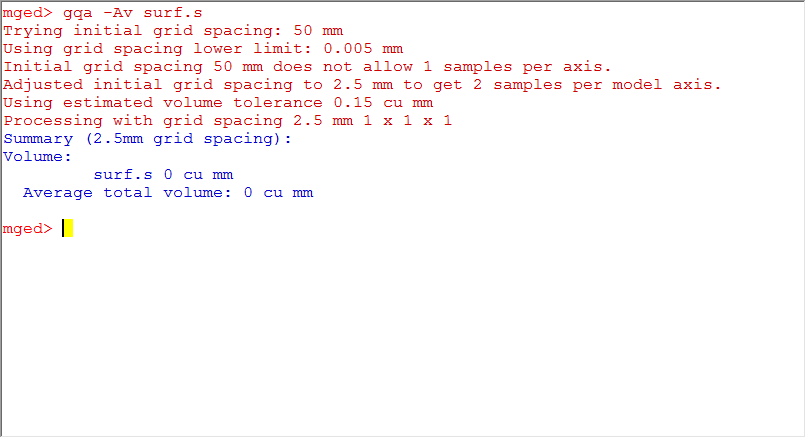 mged> gqa -Av surf.s
Trying initial grid spacing: 50 mm
Using grid spacing lower limit: 0.005 mm
Initial grid spacing 50 mm does not allow 1 samples per axis.
Adjusted initial grid spacing to 2.5 mm to get 2 samples per model axis.
Using estimated volume tolerance 0.15 cu mm
Processing with grid spacing 2.5 mm 1 x 1 x 1
Summary (2.5mm grid spacing):
Volume:
surf.s 0 cu mm
Average total volume: 0 cu mm
mged>